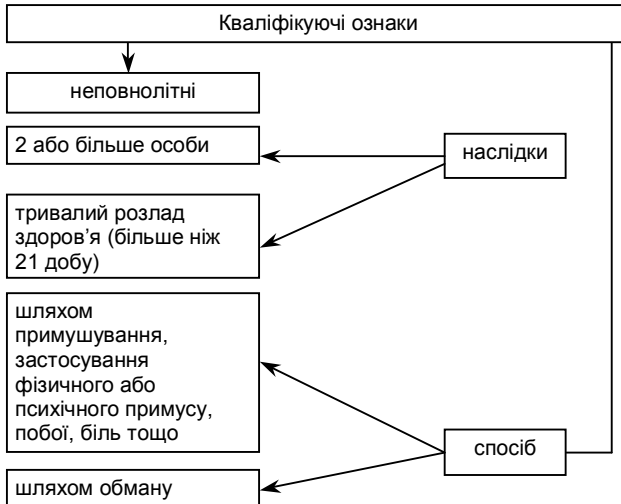 Кваліфікуючі ознаки
неповнолітні
2 або більше особи
наслідки
тривалий розлад
здоров’я (більше ніж
21 добу)
шляхом
примушування,
застосування
фізичного або
психічного примусу,
побої, біль тощо
спосіб
шляхом обману